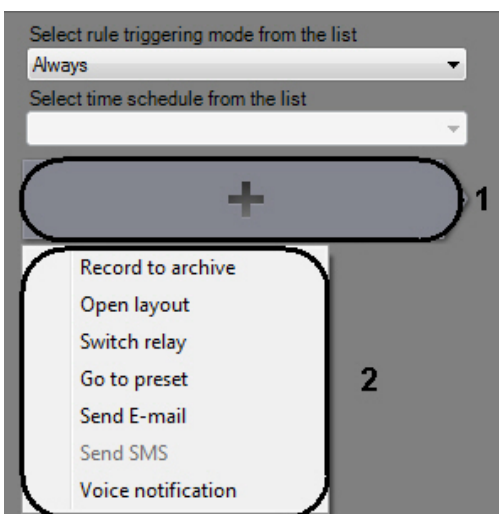 Select rule triggering mode from the list
Always
Select time schedule from the list
1
Record to archive
Open layout
Switch relay
Go to preset
2
Send E-mail
Send SMS
Voice notification